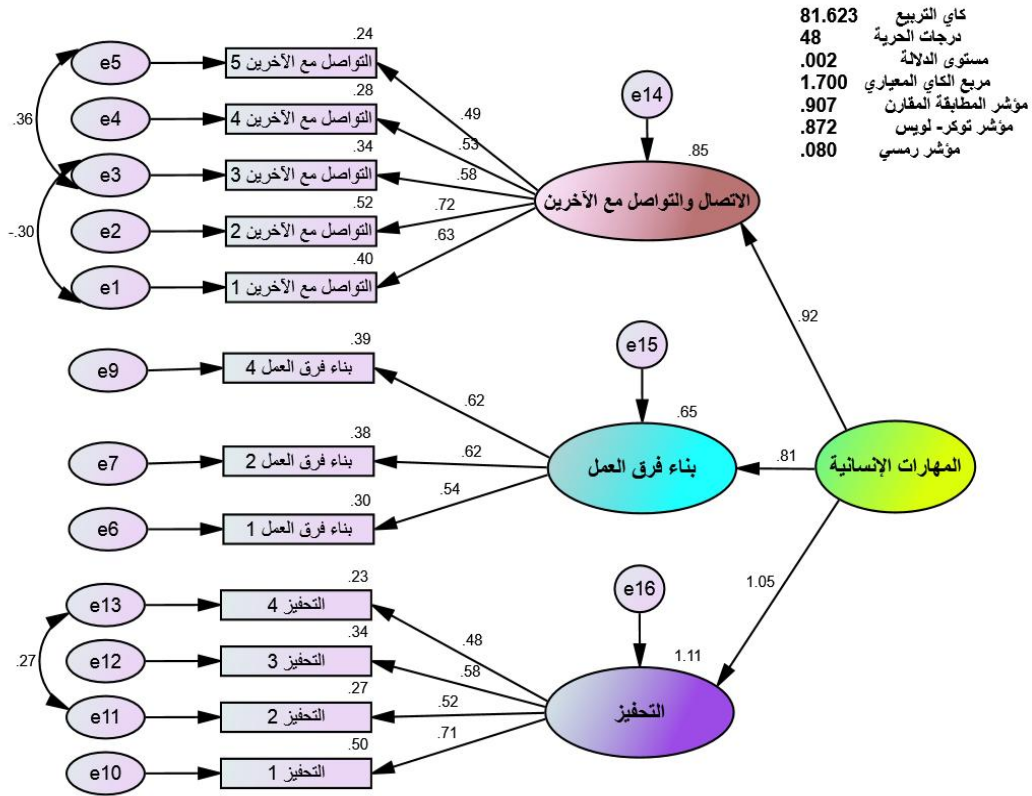 كاي التربيع 81.623
درجات الحرية 48
مستوى الدلالة .002
مربع الكاي المعياري 1.700
مؤشر المطابقة المقارن .907
مؤشر توكر- لويس .872
مؤشر رمسي .080
.24
e5
التواصل مع الآخرين 5
.49
.28
e4
التواصل مع الآخرين 4
.53
.36
.34
e3
التواصل مع الآخرين 3
.58
.52
e2
التواصل مع الآخرين 2
.72
-.30
.40
e1
التواصل مع الآخرين 1
.63
e14
.85
الاتصال والتواصل مع الآخرين
.92
.39
e9
بناء فرق العمل 4
.62
.38
e7
بناء فرق العمل 2
.62
.30
e6
بناء فرق العمل 1
.54
e15
.65
بناء فرق العمل
.81
المهارات الإنسانية
.23
e13
التحفيز 4
.48
.34
e12
التحفيز 3
.58
.27
.27
e11
التحفيز 2
.52
.50
e10
التحفيز 1
.71
e16
1.11
التحفيز
1.05